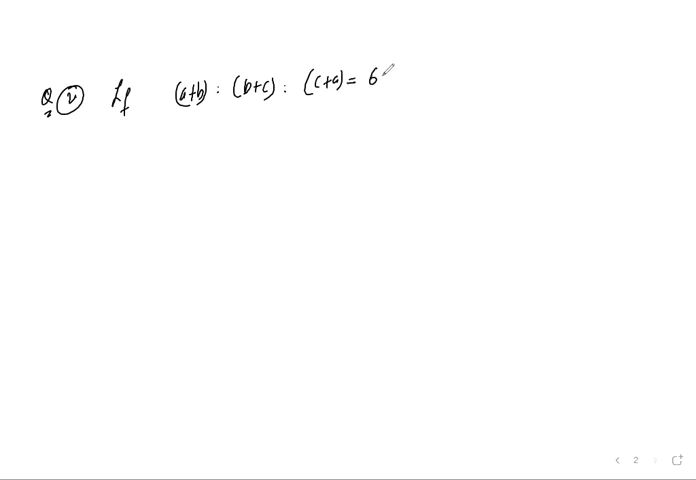 Q 2 If (a+b) : (b+c) : (c+a) = 6
2